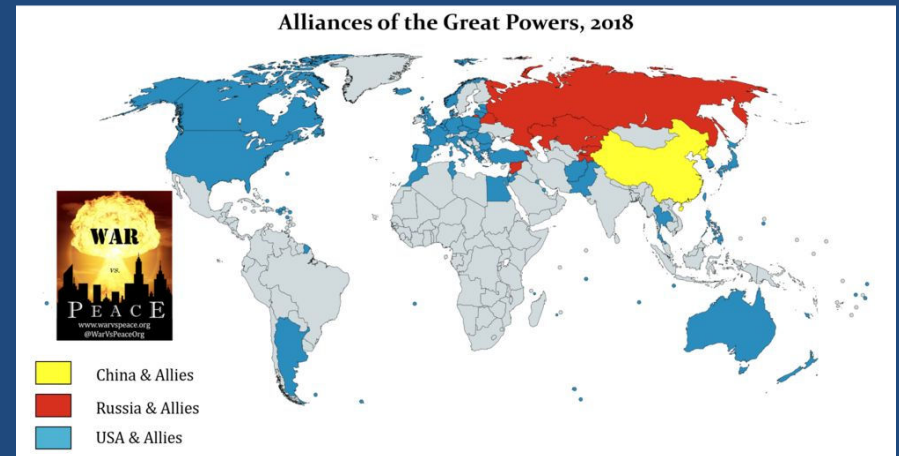 Alliances of the Great Powers, 2018
WAR
vs.
PEACE
www.warvspeace.org
@WarVsPeaceOrg
China & Allies
Russia & Allies
USA & Allies